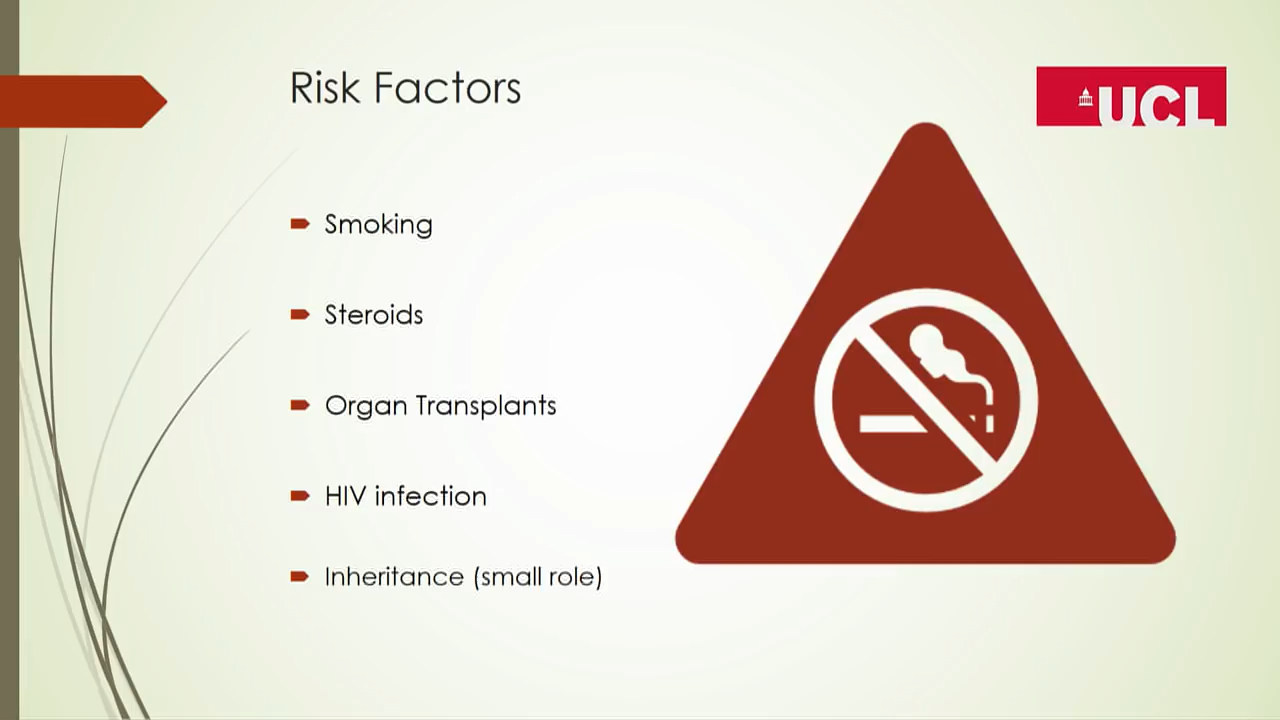 Risk Factors
UCL
Smoking
Steroids
Organ Transplants
HIV infection
Inheritance (small role)